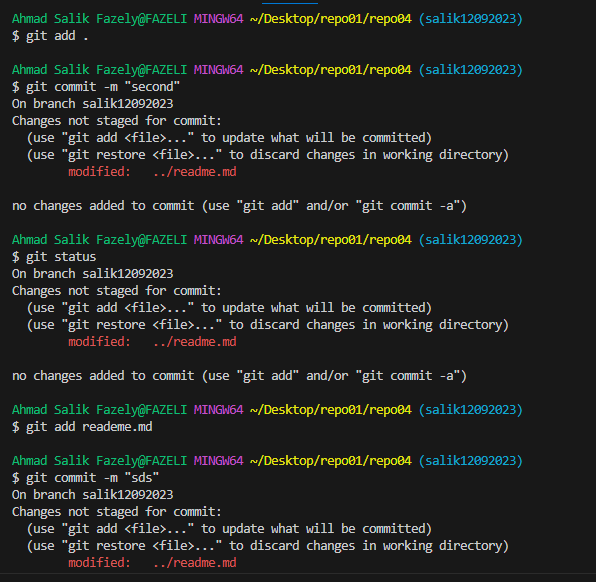 Ahmad Salik Fazely@FAZELI MINGW64 ~/Desktop/repo01/repo04 (salik12092023)
$ git add .
Ahmad Salik Fazely@FAZELI MINGW64 ~/Desktop/repo01/repo04 (salik12092023)
$ git commit -m "second"
On branch salik12092023
Changes not staged for commit:
  (use "git add <file>..." to update what will be committed)
  (use "git restore <file>..." to discard changes in working directory)
        modified:   ../readme.md
no changes added to commit (use "git add" and/or "git commit -a")
Ahmad Salik Fazely@FAZELI MINGW64 ~/Desktop/repo01/repo04 (salik12092023)
$ git status
On branch salik12092023
Changes not staged for commit:
  (use "git add <file>..." to update what will be committed)
  (use "git restore <file>..." to discard changes in working directory)
        modified:   ../readme.md
no changes added to commit (use "git add" and/or "git commit -a")
Ahmad Salik Fazely@FAZELI MINGW64 ~/Desktop/repo01/repo04 (salik12092023)
$ git add reademe.md
Ahmad Salik Fazely@FAZELI MINGW64 ~/Desktop/repo01/repo04 (salik12092023)
$ git commit -m "sds"
On branch salik12092023
Changes not staged for commit:
  (use "git add <file>..." to update what will be committed)
  (use "git restore <file>..." to discard changes in working directory)
        modified:   ../readme.md